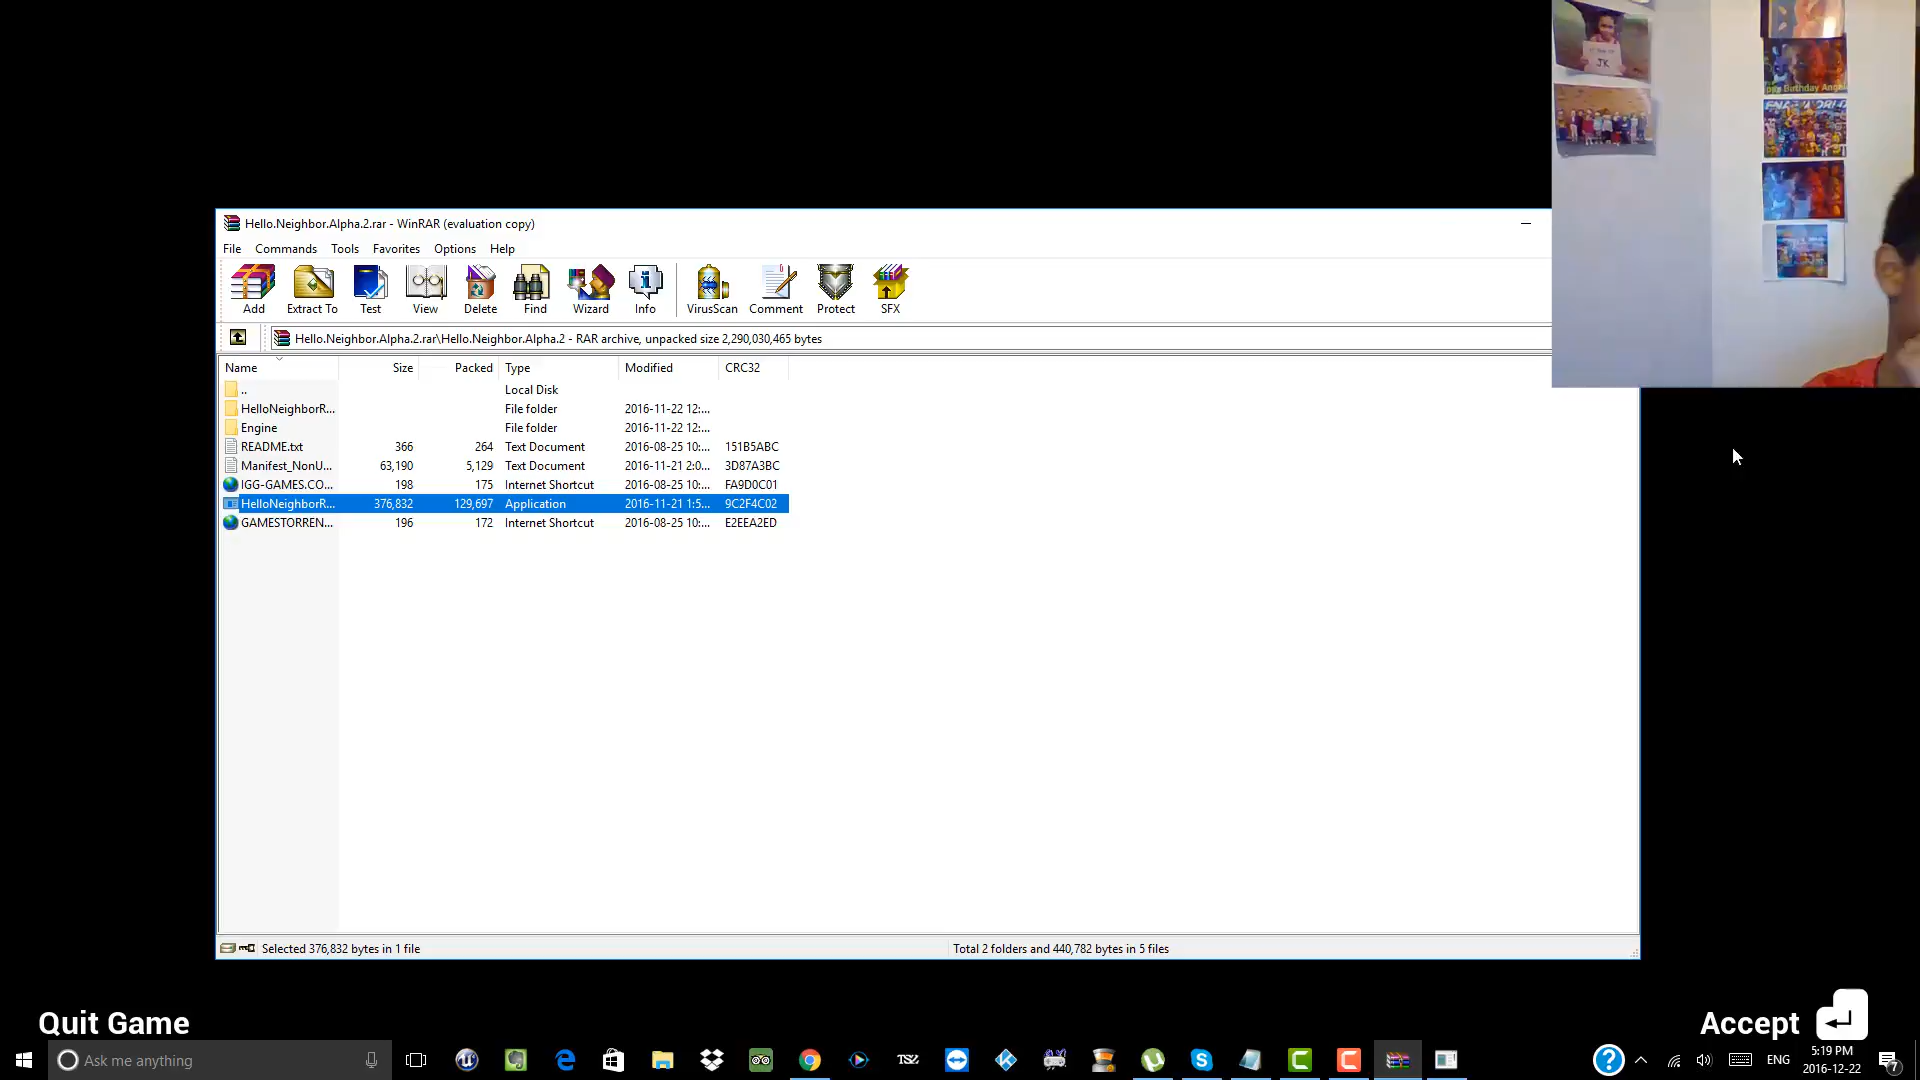 JK
Happy Birthday Angel
FNAF WORLD
Hello.Neighbor.Alpha.2.rar - WinRAR (evaluation copy)
File Commands Tools Favorites Options Help
Add Extract To Test View Delete Find Wizard Info VirusScan Comment Protect SFX
Hello.Neighbor.Alpha.2.rar\Hello.Neighbor.Alpha.2 - RAR archive, unpacked size 2,290,030,465 bytes
Name Size Packed Type Modified CRC32
.. Local Disk
HelloNeighborR... File folder 2016-11-22 12:...
Engine File folder 2016-11-22 12:...
README.txt 366 264 Text Document 2016-08-25 10:... 151B5ABC
Manifest_NonU... 63,190 5,129 Text Document 2016-11-21 2:0... 3D87A3BC
IGG-GAMES.CO... 198 175 Internet Shortcut 2016-08-25 10:... FA9D0C01
HelloNeighborR... 376,832 129,697 Application 2016-11-21 1:5... 9C2F4C02
GAMESTORREN... 196 172 Internet Shortcut 2016-08-25 10:... E2EEA2ED
Selected 376,832 bytes in 1 file Total 2 folders and 440,782 bytes in 5 files
Quit Game Accept
Ask me anything TS2 ENG 5:19 PM
2016-12-22 7